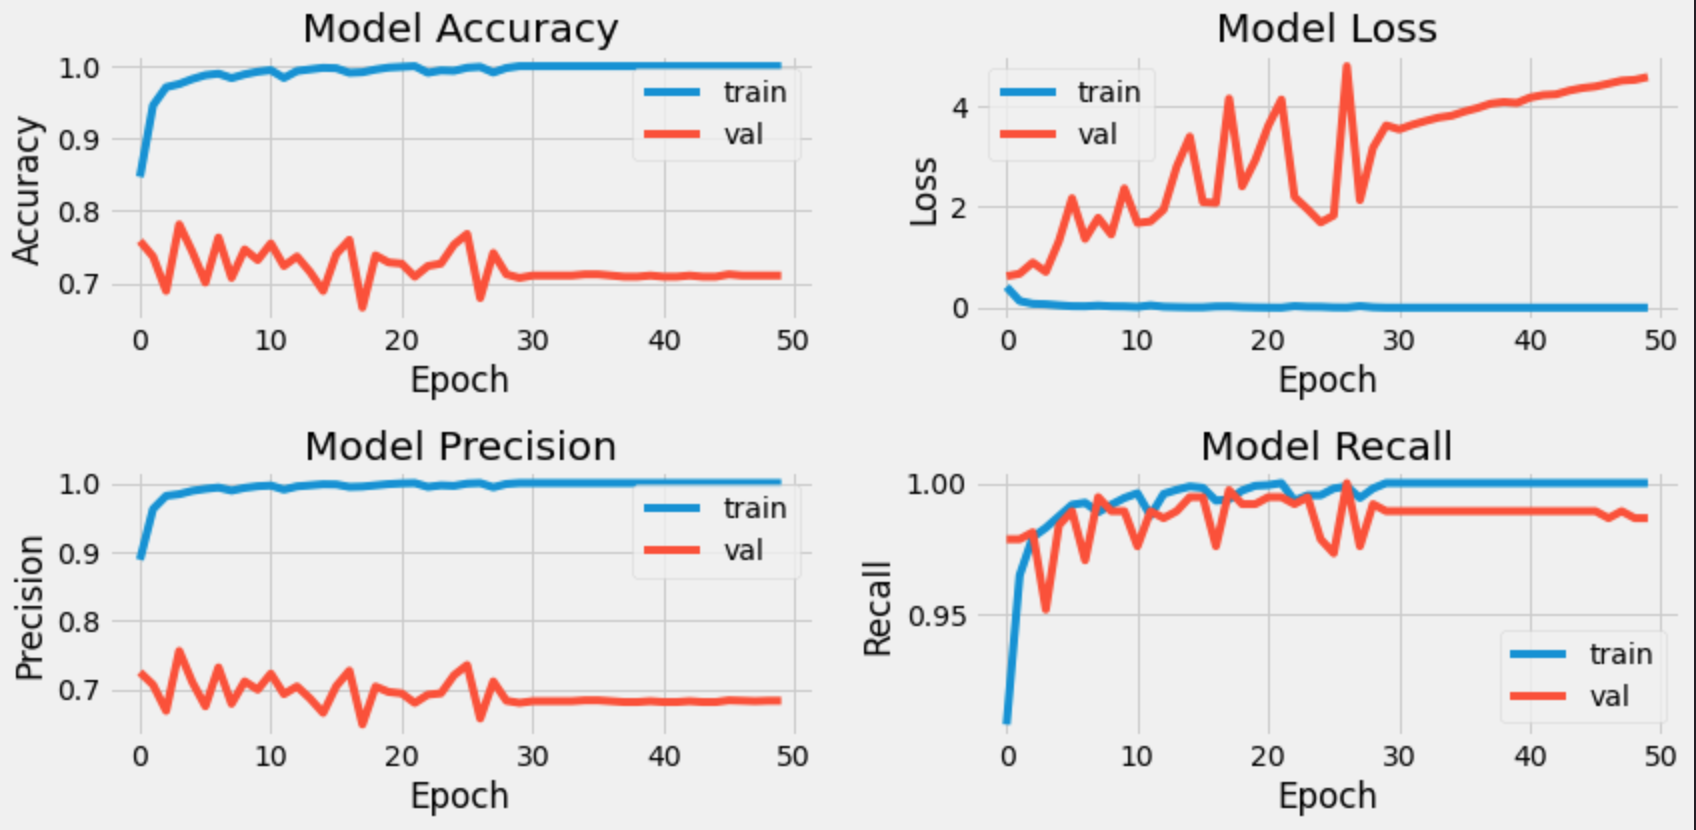 Model Accuracy
1.0
0.9
0.8
0.7
Accuracy
train
val
0 10 20 30 40 50
Epoch
Model Loss
4
2
0
Loss
train
val
0 10 20 30 40 50
Epoch
Model Precision
1.0
0.9
0.8
0.7
Precision
train
val
0 10 20 30 40 50
Epoch
Model Recall
1.00
0.95
Recall
train
val
0 10 20 30 40 50
Epoch